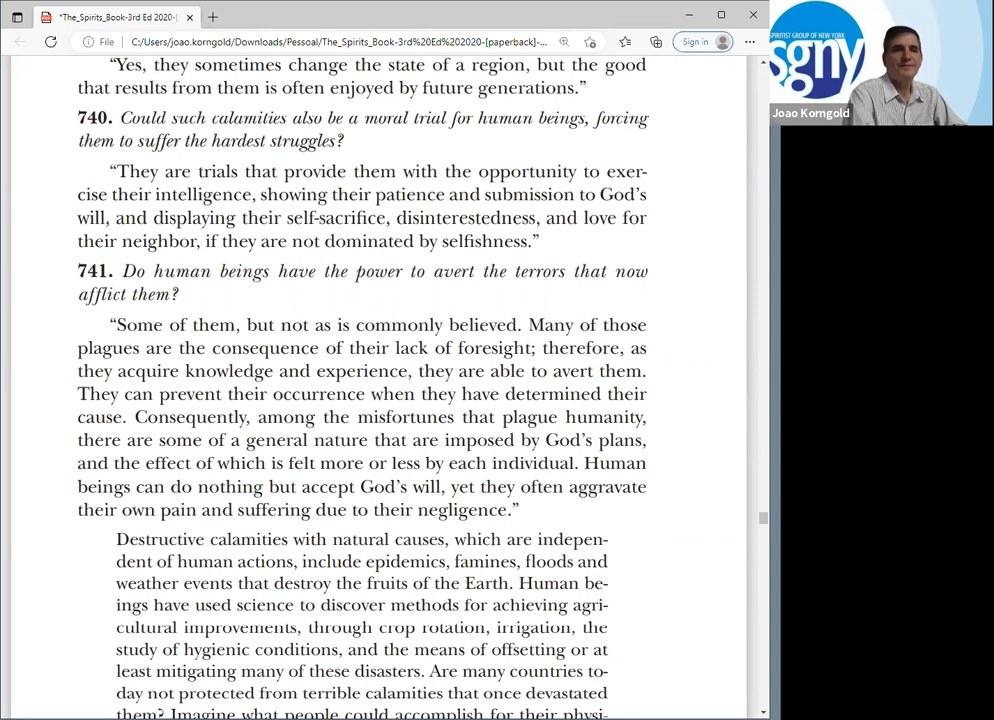 *The_Spirits_Book-3rd Ed 2020-[
File
C:/Users/joao.korngold/Downloads/Pessoal/The_Spirits_Book-3rd%20Ed%202020-[paperback]-...
Sign in
"Yes, they sometimes change the state of a region, but the good
that results from them is often enjoyed by future generations."
740. Could such calamities also be a moral trial for human beings, forcing
them to suffer the hardest struggles?
"They are trials that provide them with the opportunity to exer-
cise their intelligence, showing their patience and submission to God's
will, and displaying their self-sacrifice, disinterestedness, and love for
their neighbor, if they are not dominated by selfishness."
741. Do human beings have the power to avert the terrors that now
afflict them?
"Some of them, but not as is commonly believed. Many of those
plagues are the consequence of their lack of foresight; therefore, as
they acquire knowledge and experience, they are able to avert them.
They can prevent their occurrence when they have determined their
cause. Consequently, among the misfortunes that plague humanity,
there are some of a general nature that are imposed by God's plans,
and the effect of which is felt more or less by each individual. Human
beings can do nothing but accept God's will, yet they often aggravate
their own pain and suffering due to their negligence."
Destructive calamities with natural causes, which are indepen-
dent of human actions, include epidemics, famines, floods and
weather events that destroy the fruits of the Earth. Human be-
ings have used science to discover methods for achieving agri-
cultural improvements, through crop rotation, irrigation, the
study of hygienic conditions, and the means of offsetting or at
least mitigating many of these disasters. Are many countries to-
day not protected from terrible calamities that once devastated
them? Imagine what people could accomplish for their physi-
SPIRITIST GROUP OF NEW YORK
sgny
Joao Korngold